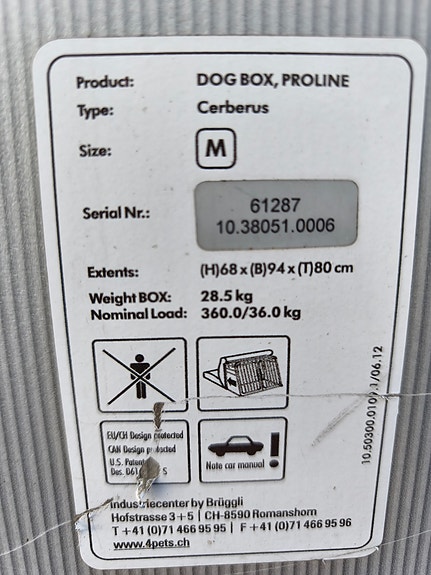 Product: DOG BOX, PROLINE
Type: Cerberus
Size: M
Serial Nr.: 61287
10.38051.0006
Extents: (H)68 x (B)94 x (T)80 cm
Weight BOX: 28.5 kg
Nominal Load: 360.0/36.0 kg
EU/CH Design protected
CAN Design protected
U.S. Patent
Des. S
Note car manual !
Industriecenter by Brüggli
Hofstrasse 3+5 | CH-8590 Romanshorn
T +41 (0)71 466 95 95 | F +41 (0)71 466 95 96
www.4pets.ch
/06.12